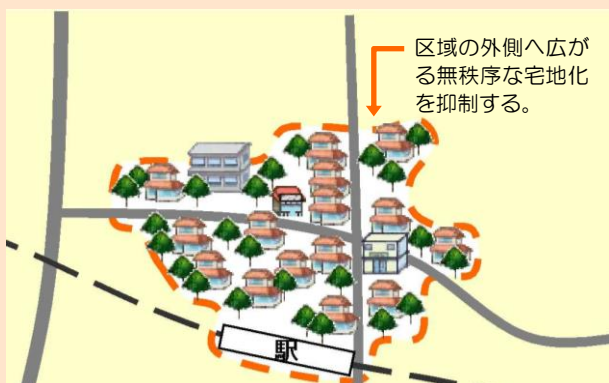 区域の外側へ広が
る無秩序な宅地化
を抑制する。
駅